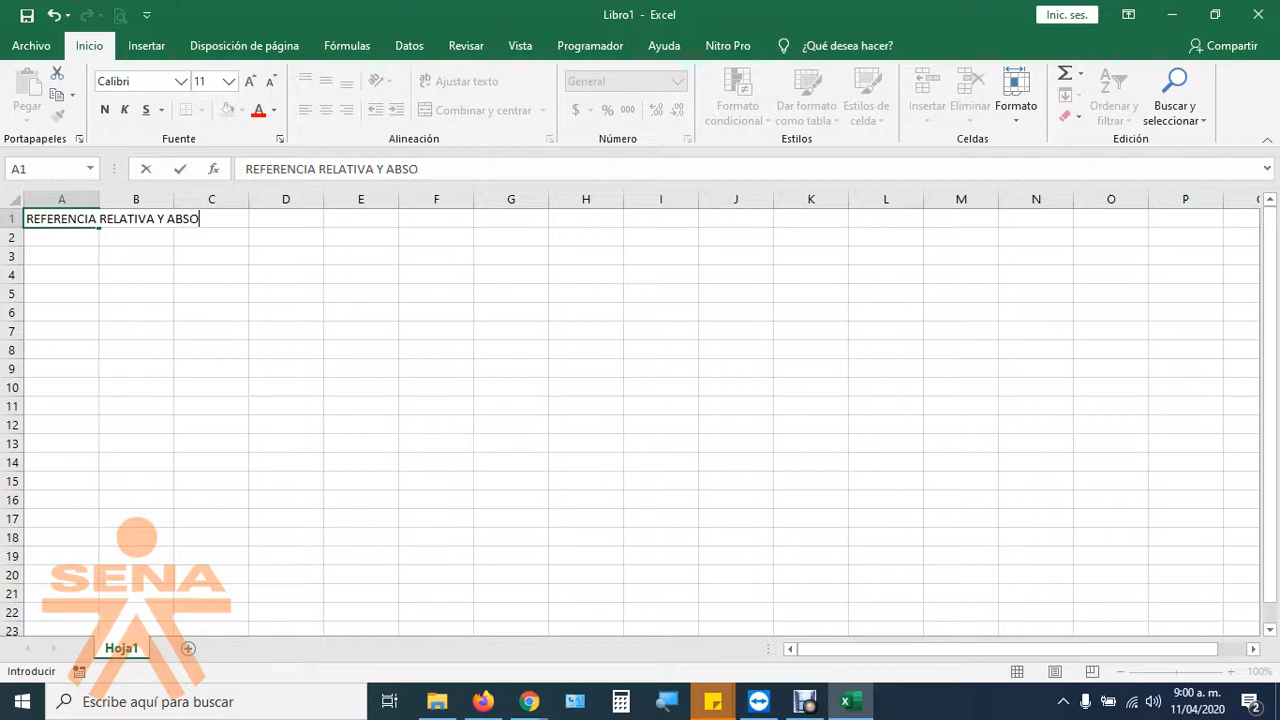 Libro1 - Excel
Inic. ses.
Archivo Inicio Insertar Disposición de página Fórmulas Datos Revisar Vista Programador Ayuda Nitro Pro ¿Qué desea hacer? Compartir
Pegar
Calibri 11
N K S A
Ajustar texto
Combinar y centrar
General
$ % 000
Formato condicional
Dar formato como tabla
Estilos de celda
Insertar Eliminar Formato
Ordenar y filtrar
Buscar y seleccionar
Portapapeles Fuente Alineación Número Estilos Celdas Edición
A1 fx REFERENCIA RELATIVA Y ABSO
A B C D E F G H I J K L M N O P
1 REFERENCIA RELATIVA Y ABSO
2
3
4
5
6
7
8
9
10
11
12
13
14
15
16
17
18
19
20
21
22
23
SENA
Hoja1
Introducir 100%
Escribe aquí para buscar
9:00 a. m.
11/04/2020
2